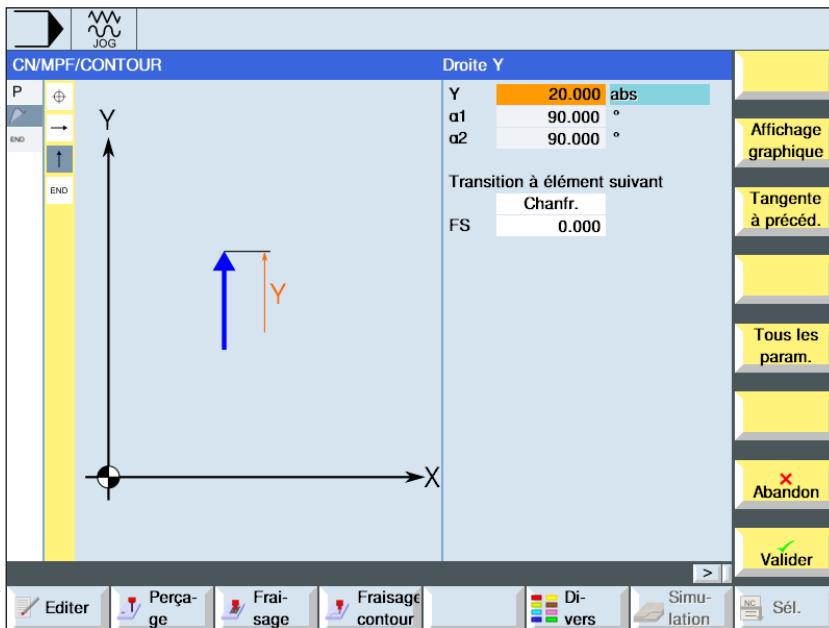 JOG
CN/MPF/CONTOUR
Droite Y
P
END
END
Y
Y
X
Y 20.000 abs
α1 90.000 °
α2 90.000 °
Transition à élément suivant
Chanfr.
FS 0.000
Affichage
graphique
Tangente
à précéd.
Tous les
param.
Abandon
Valider
>
Editer
Perça-
ge
Frai-
sage
Fraisage
contour
Di-
vers
Simu-
lation
NC
Sél.